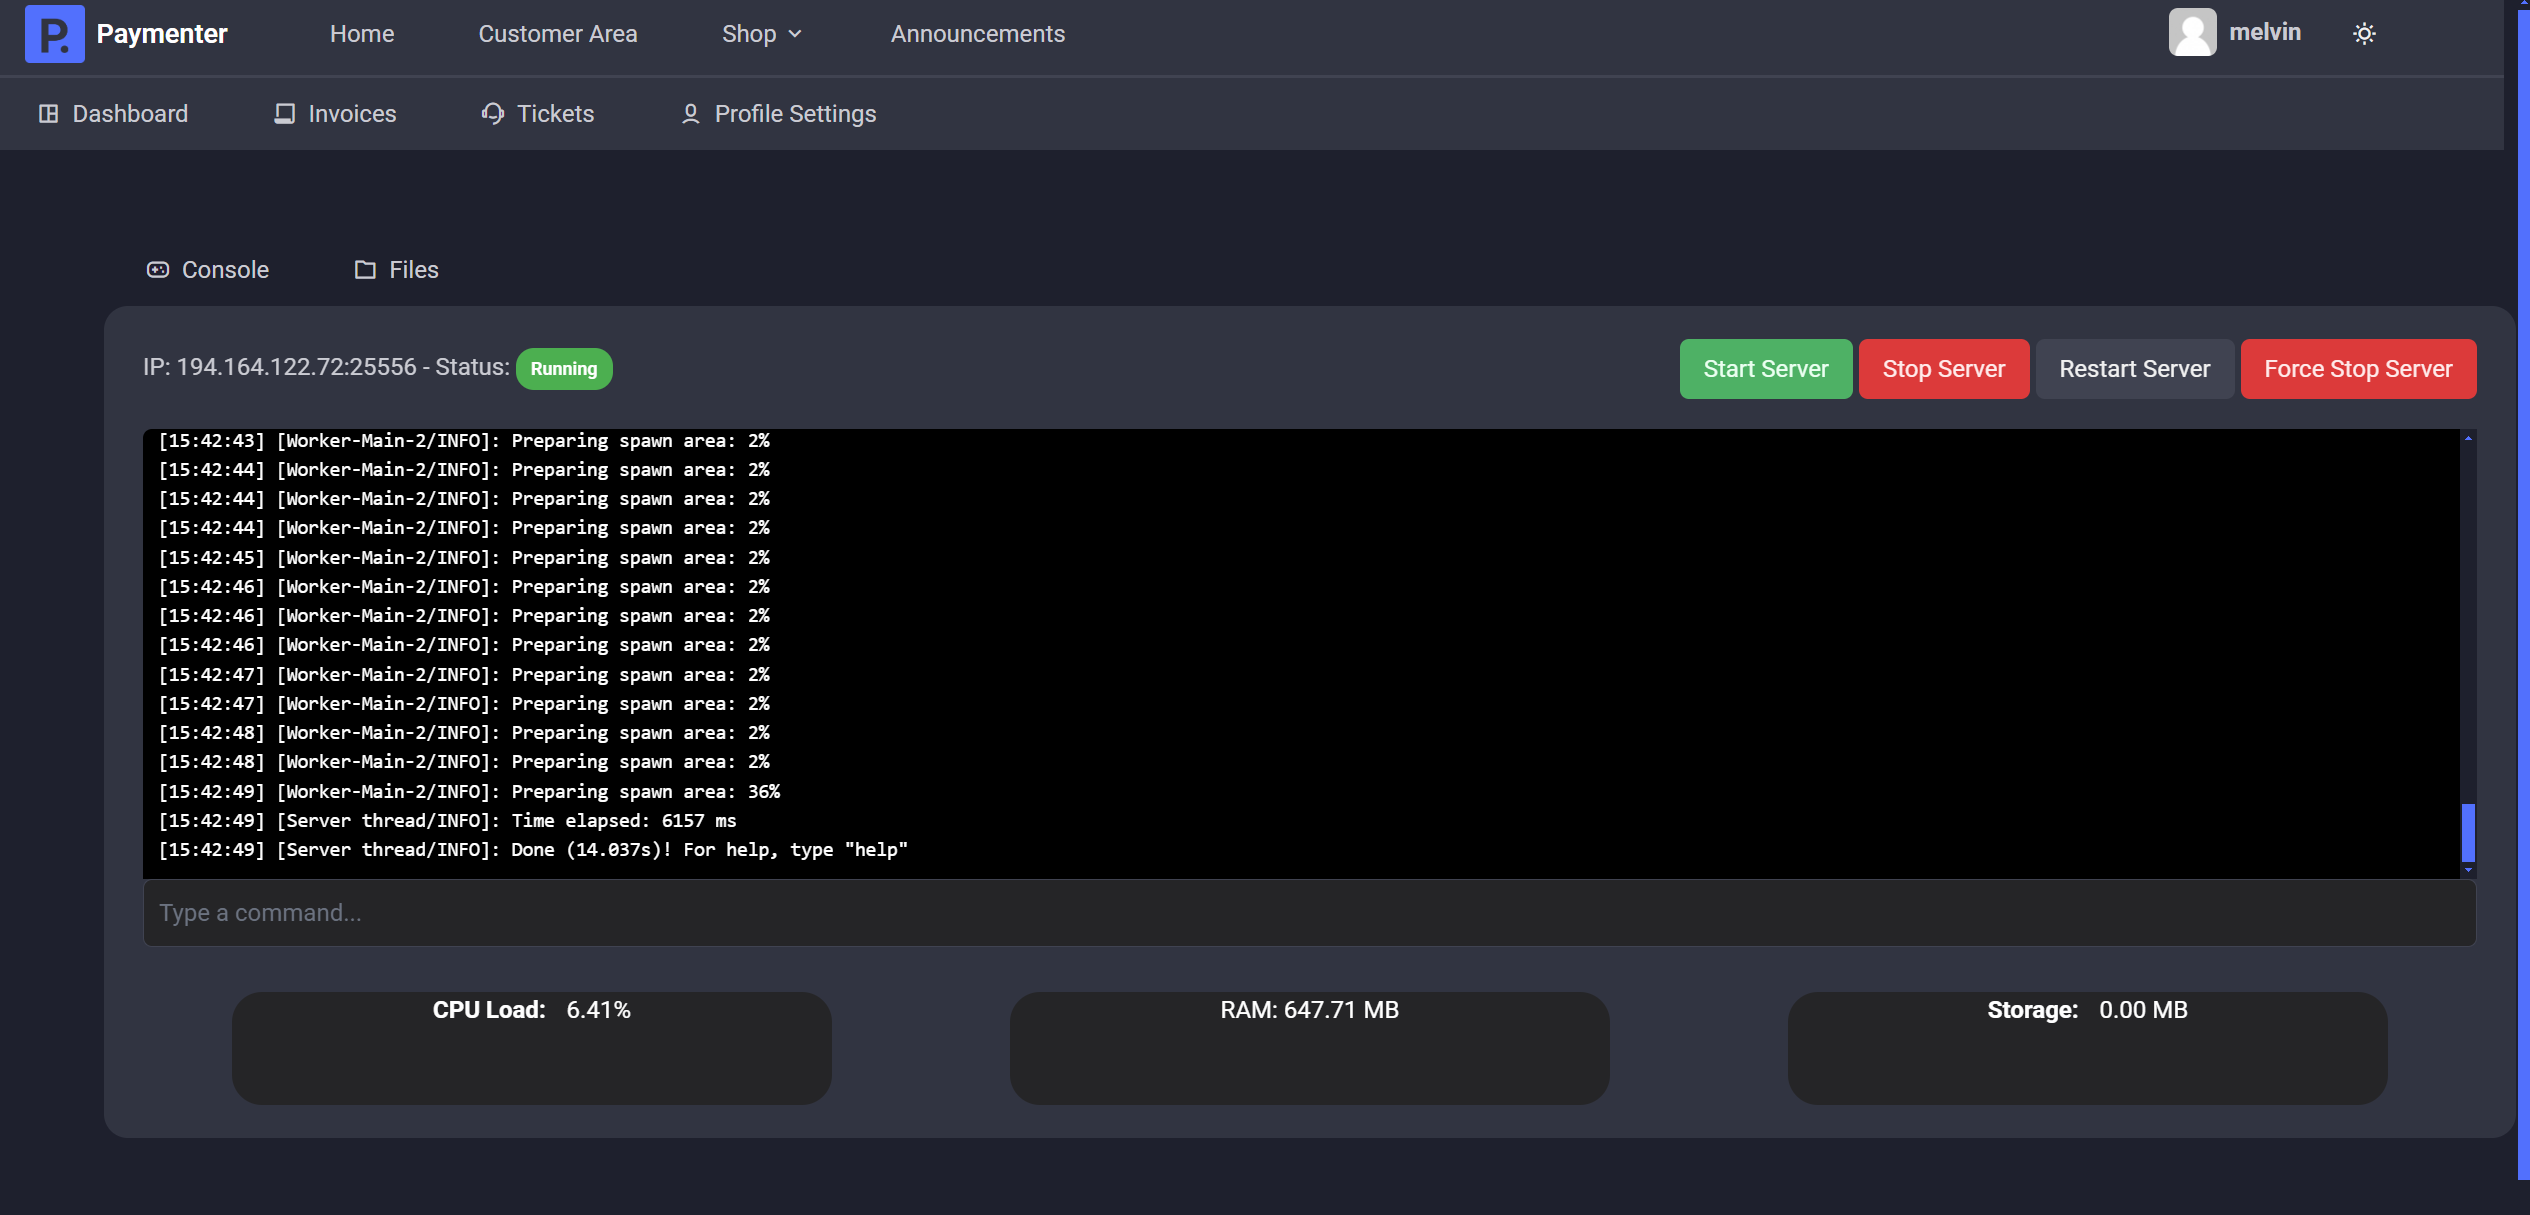 P. Paymenter Home Customer Area Shop Announcements melvin
Dashboard Invoices Tickets Profile Settings
Console Files
IP: 194.164.122.72:25556 - Status: Running Start Server Stop Server Restart Server Force Stop Server
[15:42:43] [Worker-Main-2/INFO]: Preparing spawn area: 2%
[15:42:44] [Worker-Main-2/INFO]: Preparing spawn area: 2%
[15:42:44] [Worker-Main-2/INFO]: Preparing spawn area: 2%
[15:42:44] [Worker-Main-2/INFO]: Preparing spawn area: 2%
[15:42:45] [Worker-Main-2/INFO]: Preparing spawn area: 2%
[15:42:46] [Worker-Main-2/INFO]: Preparing spawn area: 2%
[15:42:46] [Worker-Main-2/INFO]: Preparing spawn area: 2%
[15:42:46] [Worker-Main-2/INFO]: Preparing spawn area: 2%
[15:42:47] [Worker-Main-2/INFO]: Preparing spawn area: 2%
[15:42:47] [Worker-Main-2/INFO]: Preparing spawn area: 2%
[15:42:48] [Worker-Main-2/INFO]: Preparing spawn area: 2%
[15:42:48] [Worker-Main-2/INFO]: Preparing spawn area: 2%
[15:42:49] [Worker-Main-2/INFO]: Preparing spawn area: 36%
[15:42:49] [Server thread/INFO]: Time elapsed: 6157 ms
[15:42:49] [Server thread/INFO]: Done (14.037s)! For help, type "help"
Type a command...
CPU Load: 6.41% RAM: 647.71 MB Storage: 0.00 MB